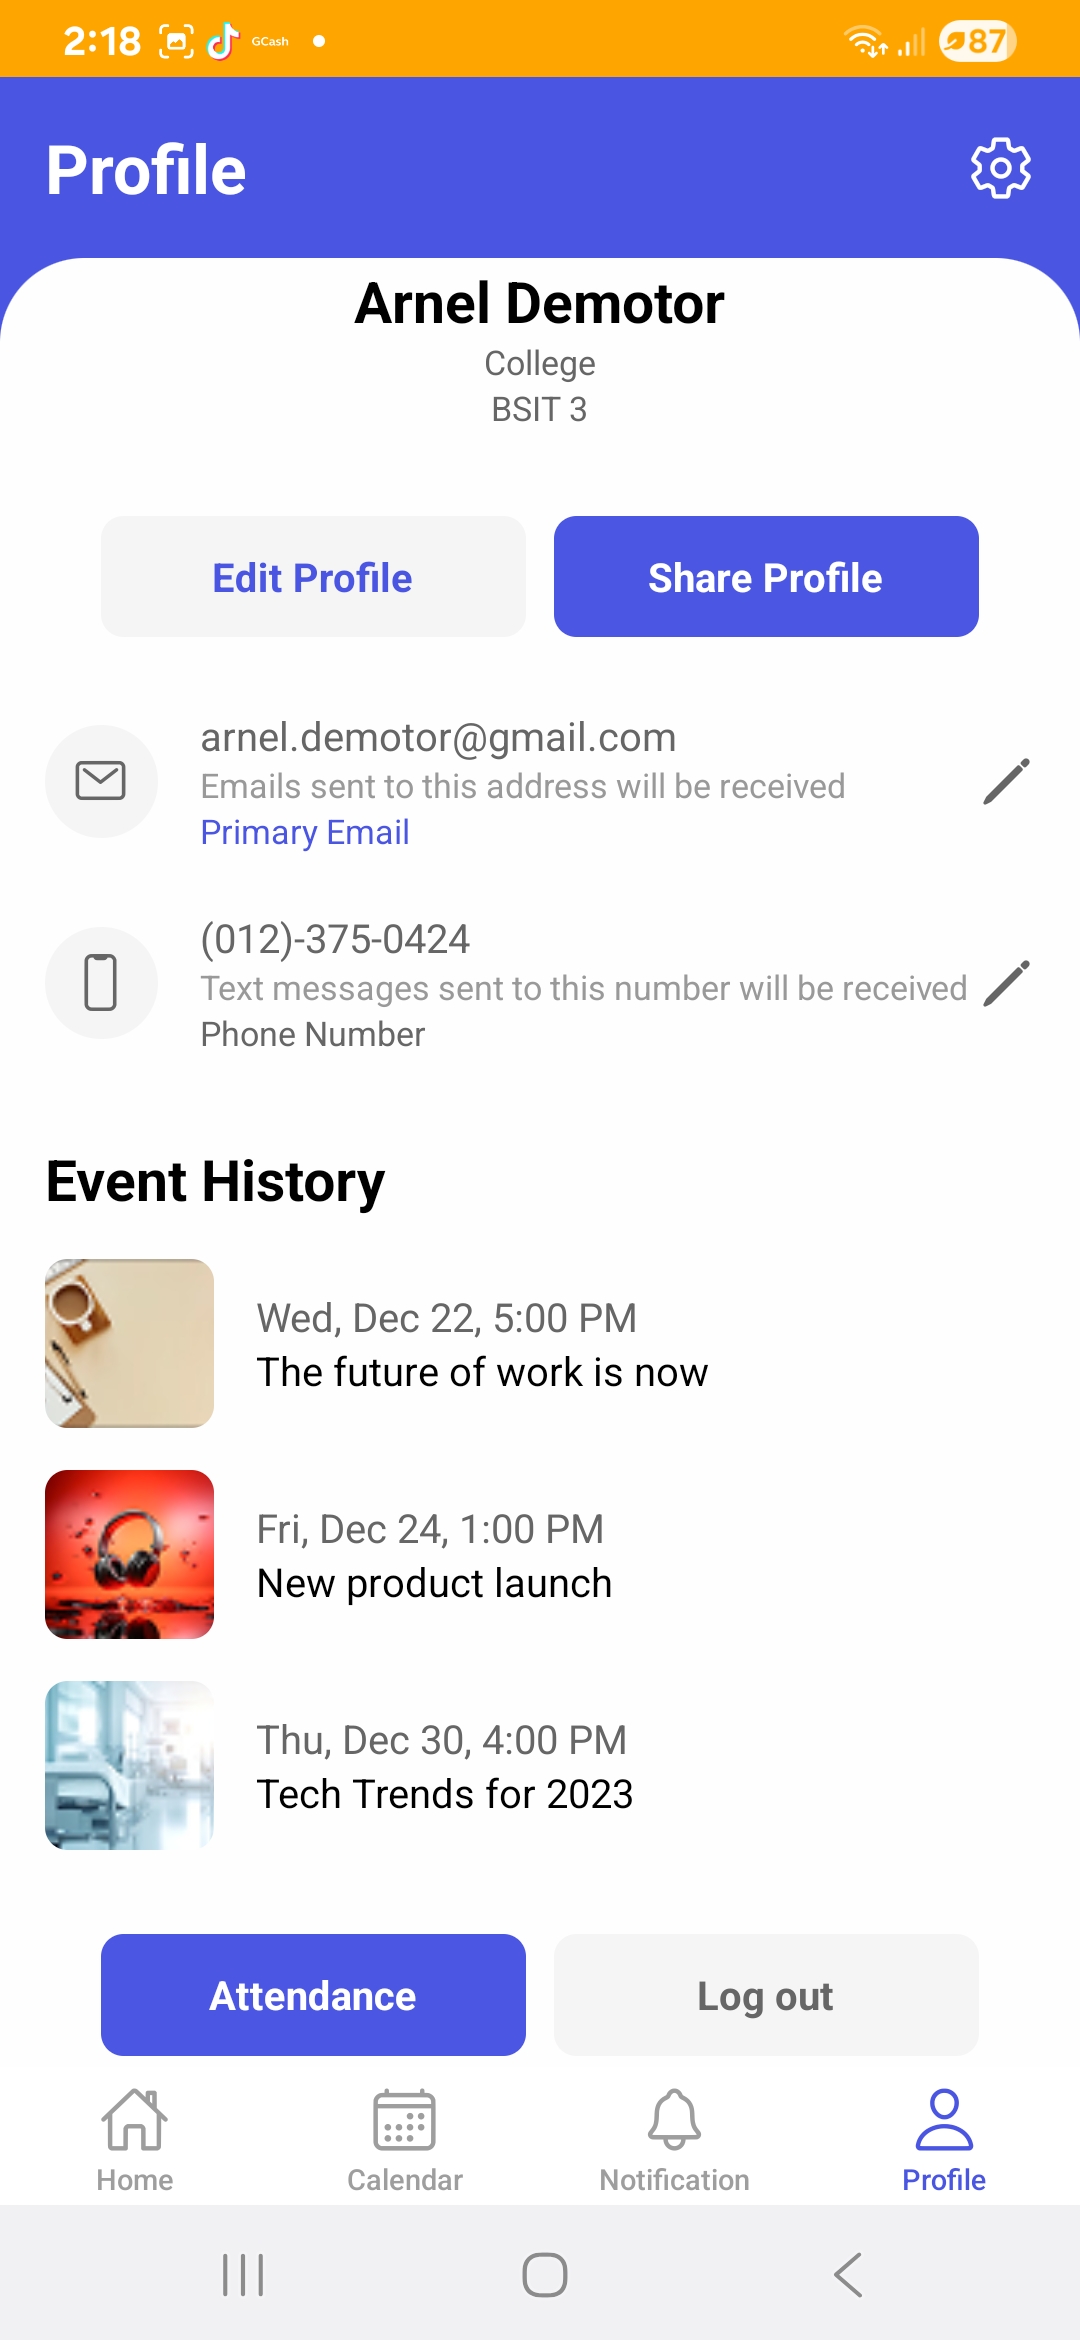 2:18
GCash
87
Profile
Arnel Demotor
College
BSIT 3
Edit Profile
Share Profile
arnel.demotor@gmail.com
Emails sent to this address will be received
Primary Email
(012)-375-0424
Text messages sent to this number will be received
Phone Number
Event History
Wed, Dec 22, 5:00 PM
The future of work is now
Fri, Dec 24, 1:00 PM
New product launch
Thu, Dec 30, 4:00 PM
Tech Trends for 2023
Attendance
Log out
Home
Calendar
Notification
Profile